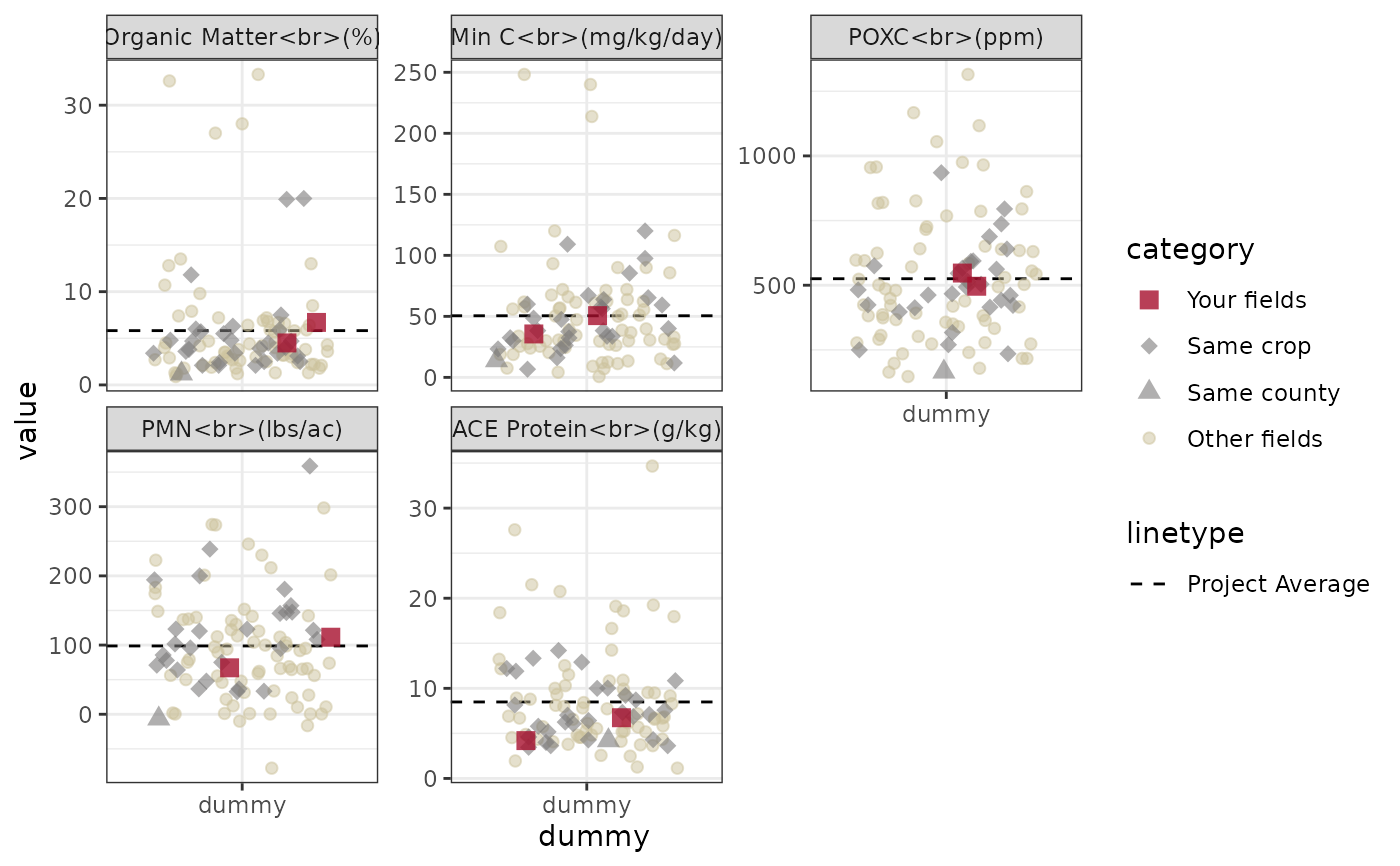 Organic Matter<br>(%)
Min C<br>(mg/kg/day)
POXC<br>(ppm)
30
20
10
0
250
200
150
100
50
0
1000
500
dummy
PMN<br>(lbs/ac)
ACE Protein<br>(g/kg)
300
200
100
0
30
20
10
0
dummy
dummy
dummy
value
category
Your fields
Same crop
Same county
Other fields
linetype
Project Average